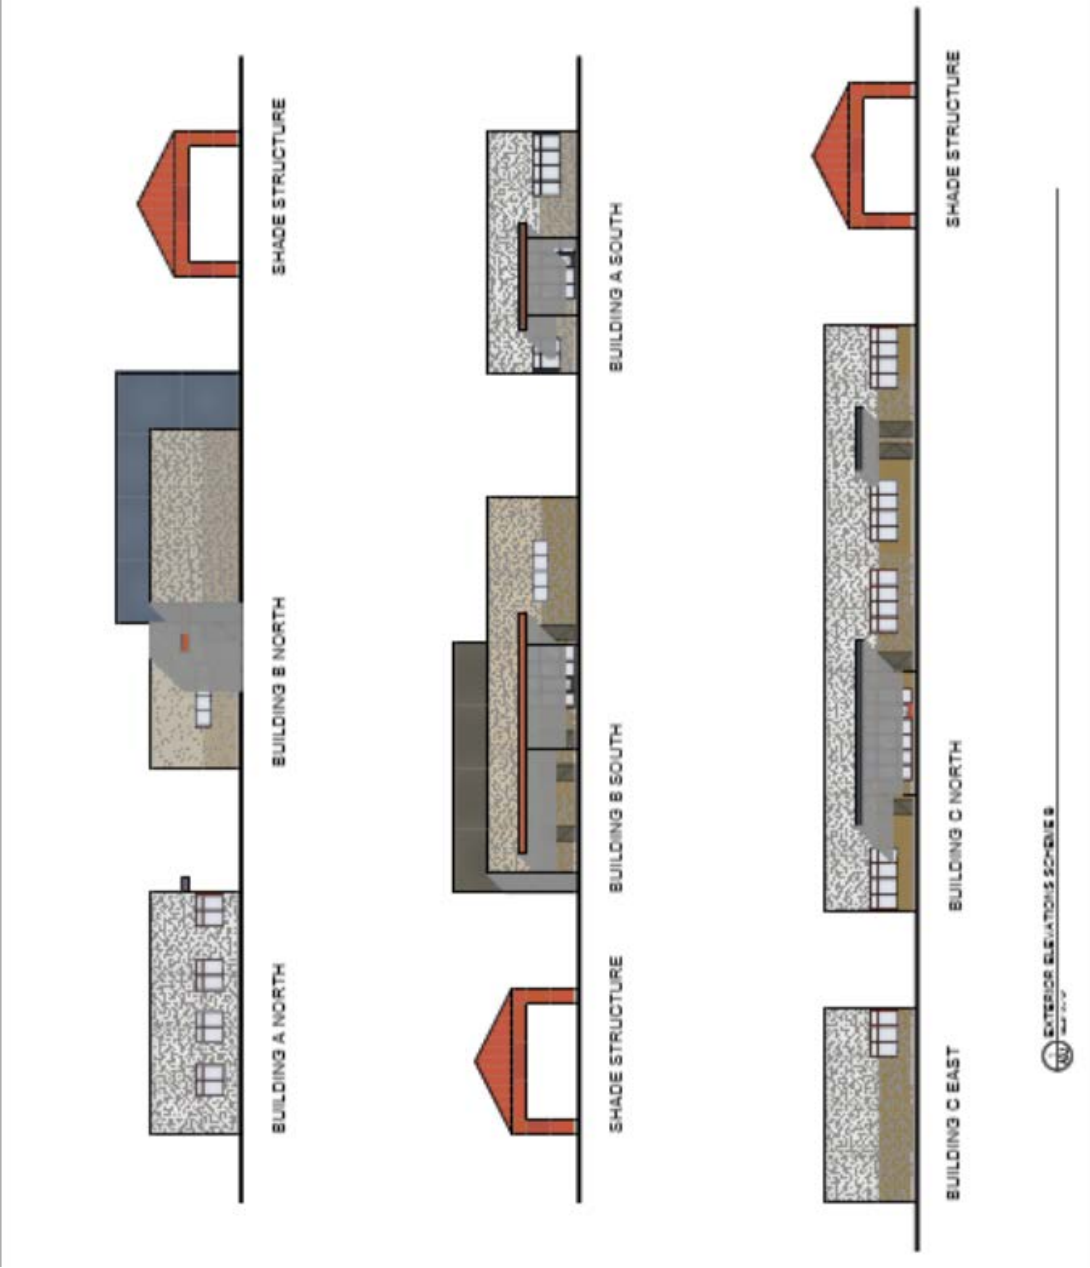 BUILDING A NORTH
BUILDING B NORTH
SHADE STRUCTURE
SHADE STRUCTURE
BUILDING B SOUTH
BUILDING A SOUTH
BUILDING C EAST
BUILDING C NORTH
SHADE STRUCTURE
EXTERIOR ELEVATIONS SCHEME B